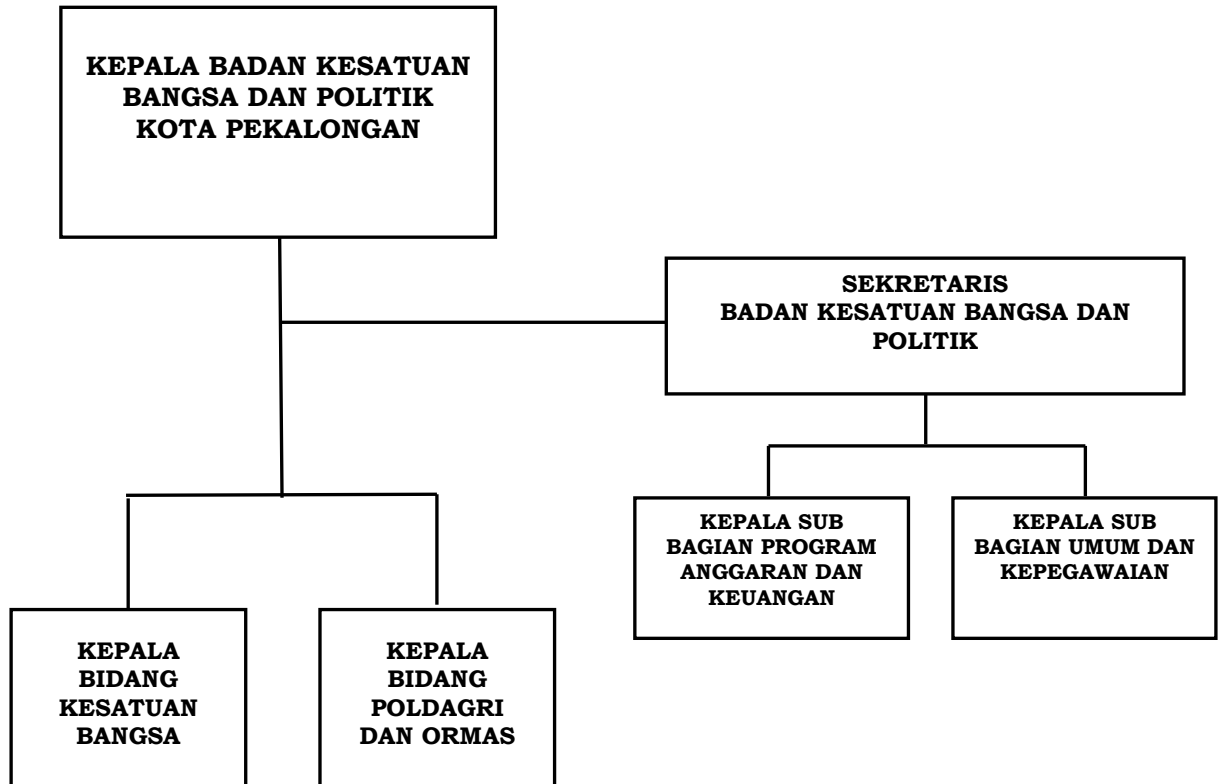 KEPALA BADAN KESATUAN
BANGSA DAN POLITIK
KOTA PEKALONGAN
SEKRETARIS
BADAN KESATUAN BANGSA DAN
POLITIK
KEPALA SUB
BAGIAN PROGRAM
ANGGARAN DAN
KEUANGAN
KEPALA SUB
BAGIAN UMUM DAN
KEPEGAWAIAN
KEPALA
BIDANG
KESATUAN
BANGSA
KEPALA
BIDANG
POLDAGRI
DAN ORMAS